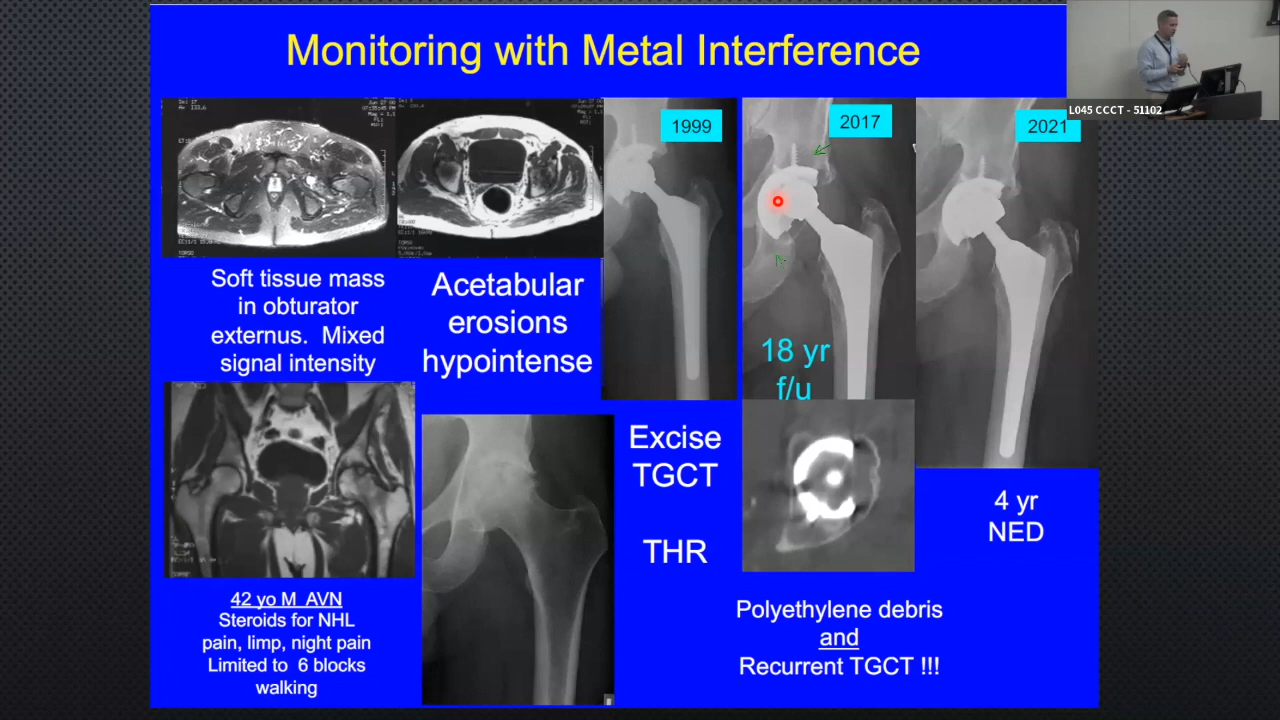 Monitoring with Metal Interference
L045 CCCT - 51102
1999
2017
2021
Soft tissue mass
in obturator
externus. Mixed
signal intensity
Acetabular
erosions
hypointense
18 yr
f/u
Excise
TGCT
THR
4 yr
NED
42 yo M AVN
Steroids for NHL
pain, limp, night pain
Limited to 6 blocks
walking
Polyethylene debris
and
Recurrent TGCT !!!